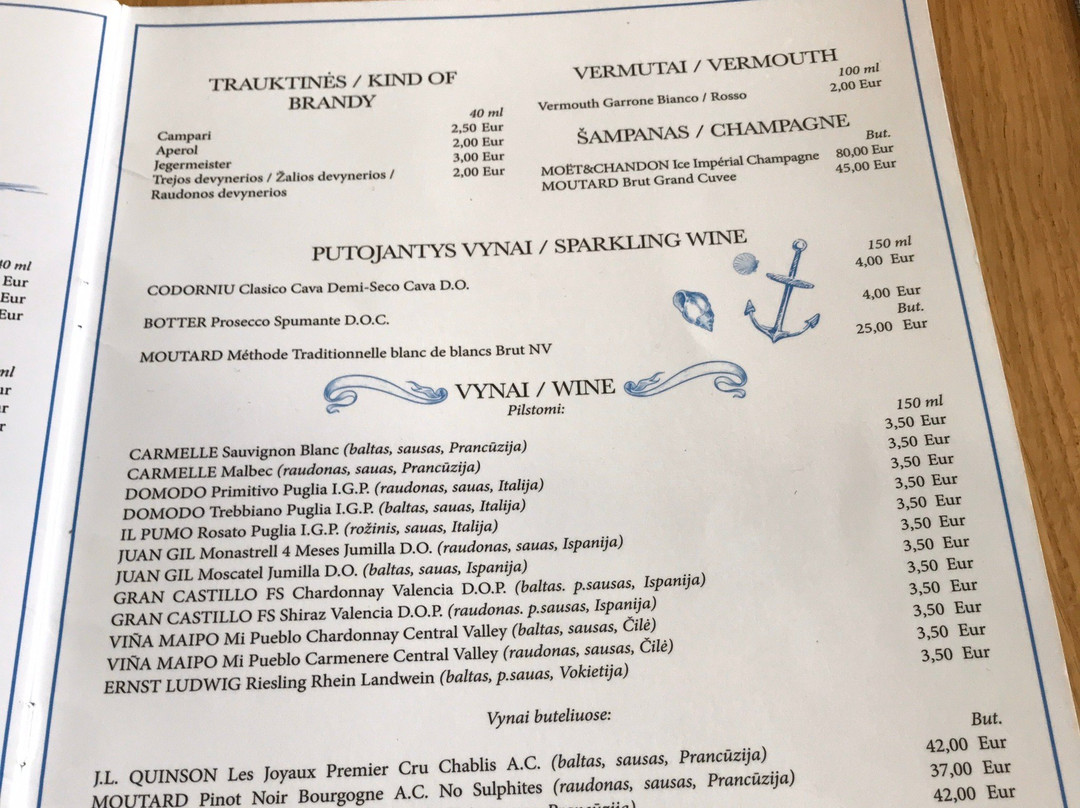 TRAUKTINĖS / KIND OF
BRANDY
40 ml
Campari 2,50 Eur
Aperol 2,00 Eur
Jegermeister 3,00 Eur
Trejos devynerios / Žalios devynerios / 2,00 Eur
Raudonos devynerios
VERMUTAI / VERMOUTH
100 ml
Vermouth Garrone Bianco / Rosso 2,00 Eur
ŠAMPANAS / CHAMPAGNE
But.
MOËT&CHANDON Ice Impérial Champagne 80,00 Eur
MOUTARD Brut Grand Cuvee 45,00 Eur
PUTOJANTYS VYNAI / SPARKLING WINE
150 ml
CODORNIU Clasico Cava Demi-Seco Cava D.O. 4,00 Eur
BOTTER Prosecco Spumante D.O.C. 4,00 Eur
But.
MOUTARD Méthode Traditionnelle blanc de blancs Brut NV 25,00 Eur
VYNAI / WINE
Pilstomi:
150 ml
CARMELLE Sauvignon Blanc (baltas, sausas, Prancūzija) 3,50 Eur
CARMELLE Malbec (raudonas, sauas, Prancūzija) 3,50 Eur
DOMODO Primitivo Puglia I.G.P. (raudonas, sauas, Italija) 3,50 Eur
DOMODO Trebbiano Puglia I.G.P. (baltas, sauas, Italija) 3,50 Eur
IL PUMO Rosato Puglia I.G.P. (rožinis, sauas, Italija) 3,50 Eur
JUAN GIL Monastrell 4 Meses Jumilla D.O. (raudonas, sauas, Ispanija) 3,50 Eur
JUAN GIL Moscatel Jumilla D.O. (baltas, sauas, Ispanija) 3,50 Eur
GRAN CASTILLO FS Chardonnay Valencia D.O.P. (baltas. p.sausas, Ispanija) 3,50 Eur
GRAN CASTILLO FS Shiraz Valencia D.O.P. (raudonas. p.sausas, Ispanija) 3,50 Eur
VIÑA MAIPO Mi Pueblo Chardonnay Central Valley (baltas, sausas, Čilė) 3,50 Eur
VIÑA MAIPO Mi Pueblo Carmenere Central Valley (raudonas, sausas, Čilė) 3,50 Eur
ERNST LUDWIG Riesling Rhein Landwein (baltas, p.sauas, Vokietija) 3,50 Eur
Vynai buteliuose:
But.
J.L. QUINSON Les Joyaux Premier Cru Chablis A.C. (baltas, sausas, Prancūzija) 42,00 Eur
MOUTARD Pinot Noir Bourgogne A.C. No Sulphites (raudonas, sausas, Prancūzija) 37,00 Eur
42,00 Eur